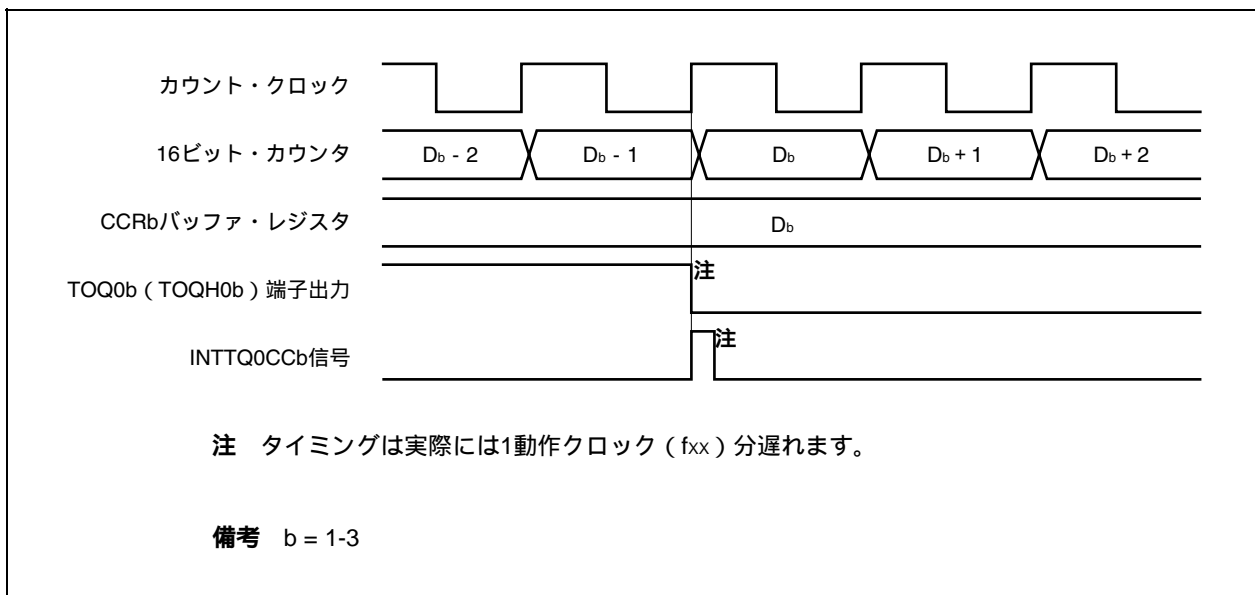 カウント・クロック
16ビット・カウンタ
Db - 2 Db - 1 Db Db + 1 Db + 2
CCRbバッファ・レジスタ
Db
注
TOQ0b（TOQH0b）端子出力
注
INTTQ0CCb信号
注 タイミングは実際には1動作クロック（fxx）分遅れます。
備考 b = 1-3